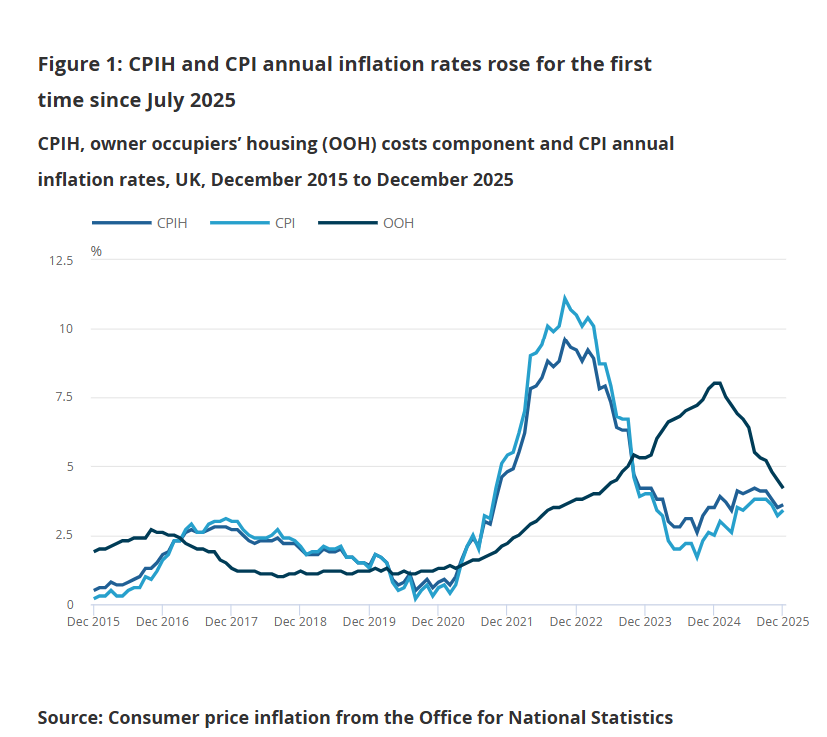 Figure 1: CPIH and CPI annual inflation rates rose for the first
time since July 2025
CPIH, owner occupiers’ housing (OOH) costs component and CPI annual
inflation rates, UK, December 2015 to December 2025
CPIH CPI OOH
%
12.5
10
7.5
5
2.5
0
Dec 2015 Dec 2016 Dec 2017 Dec 2018 Dec 2019 Dec 2020 Dec 2021 Dec 2022 Dec 2023 Dec 2024 Dec 2025
Source: Consumer price inflation from the Office for National Statistics